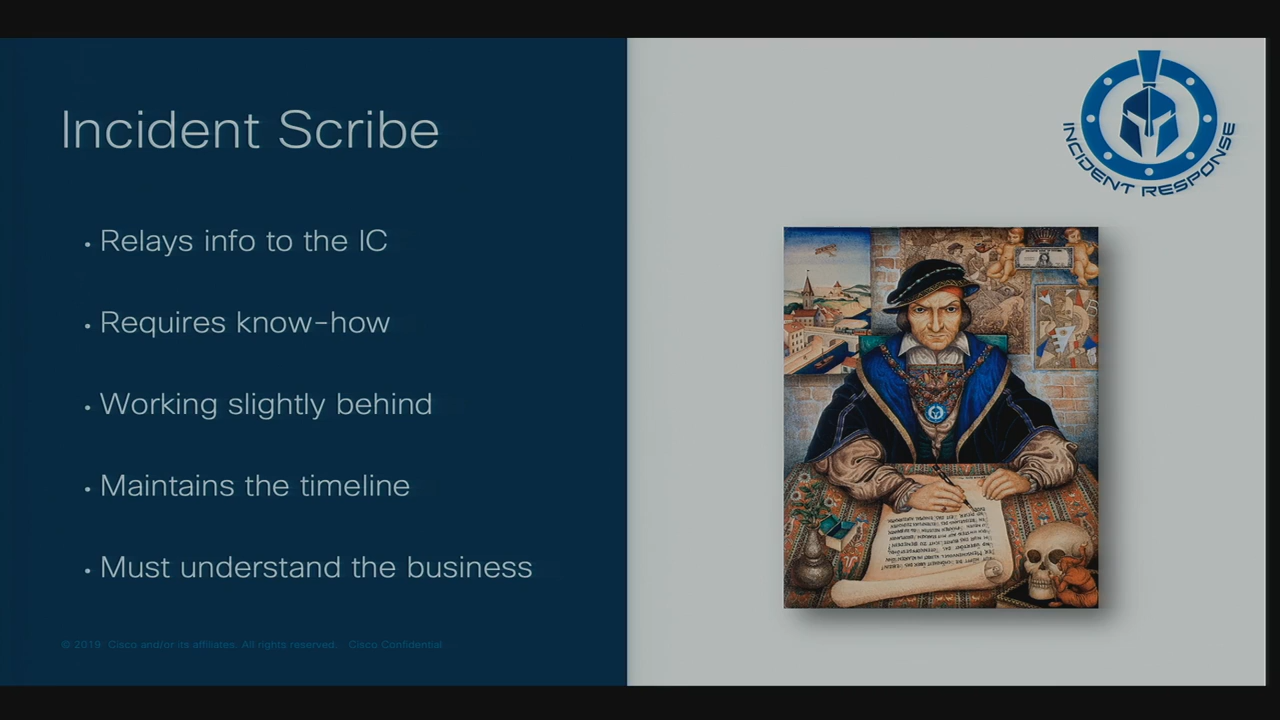 Incident Scribe
• Relays info to the IC
• Requires know-how
• Working slightly behind
• Maintains the timeline
• Must understand the business
© 2019 Cisco and/or its affiliates. All rights reserved. Cisco Confidential
INCIDENT RESPONSE